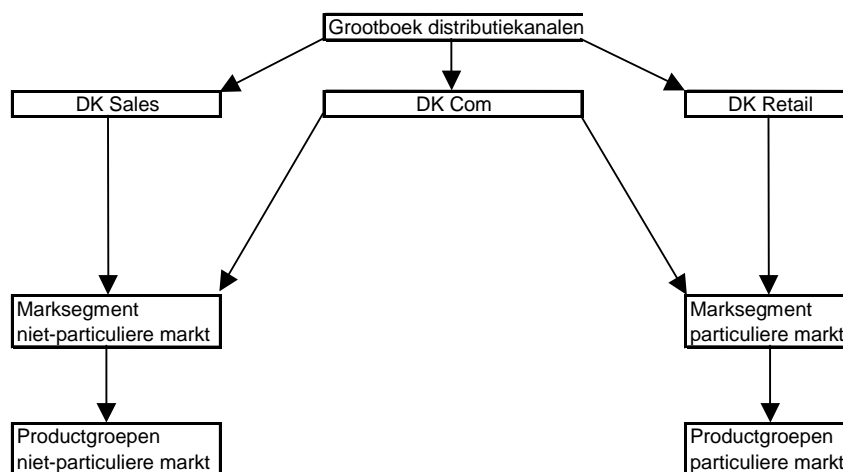 Grootboek distributiekanalen
DK Sales
DK Com
DK Retail
Marksegment
niet-particuliere markt
Marksegment
particuliere markt
Productgroepen
niet-particuliere markt
Productgroepen
particuliere markt